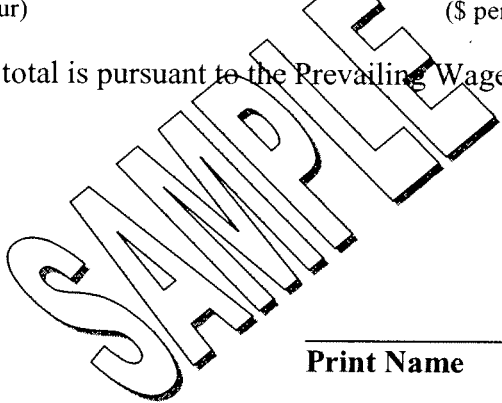 ur) ($ per
total is pursuant to the Prevailing Wage
SAMPLE
Print Name